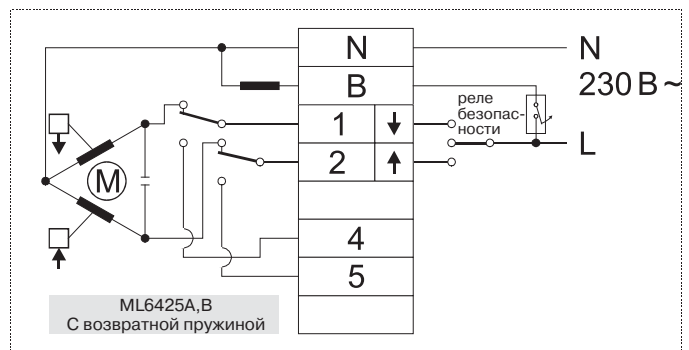 N
N
B
230 В ~
реле
безопас-
ности
1
L
2
M
4
5
ML6425A,B
С возвратной пружиной